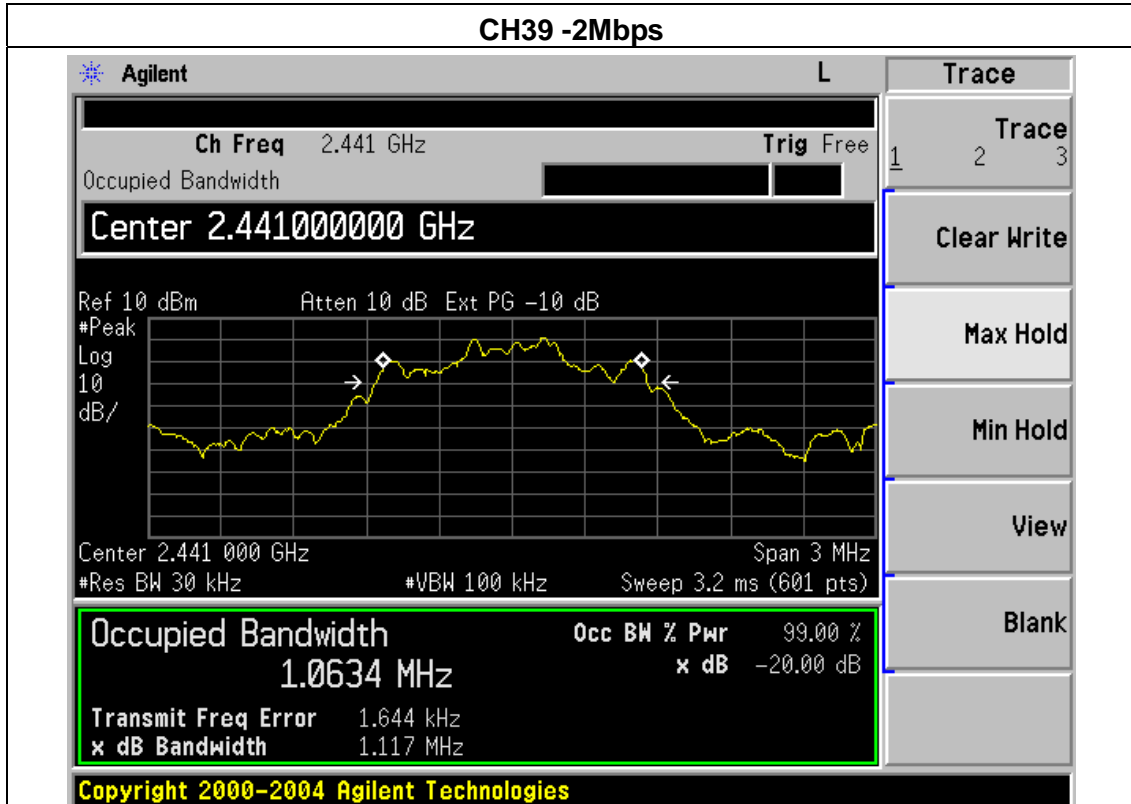 CH39 -2Mbps
Agilent L Trace
Ch Freq 2.441 GHz Trig Free
Occupied Bandwidth
Trace
1 2 3
Center 2.441000000 GHz
Clear Write
Ref 10 dBm Atten 10 dB Ext PG -10 dB
#Peak
Log
10
dB/
Max Hold
Min Hold
View
Center 2.441 000 GHz Span 3 MHz
#Res BW 30 kHz #VBW 100 kHz Sweep 3.2 ms (601 pts)
Blank
Occupied Bandwidth Occ BW % Pwr 99.00 %
1.0634 MHz x dB -20.00 dB
Transmit Freq Error 1.644 kHz
x dB Bandwidth 1.117 MHz
Copyright 2000-2004 Agilent Technologies